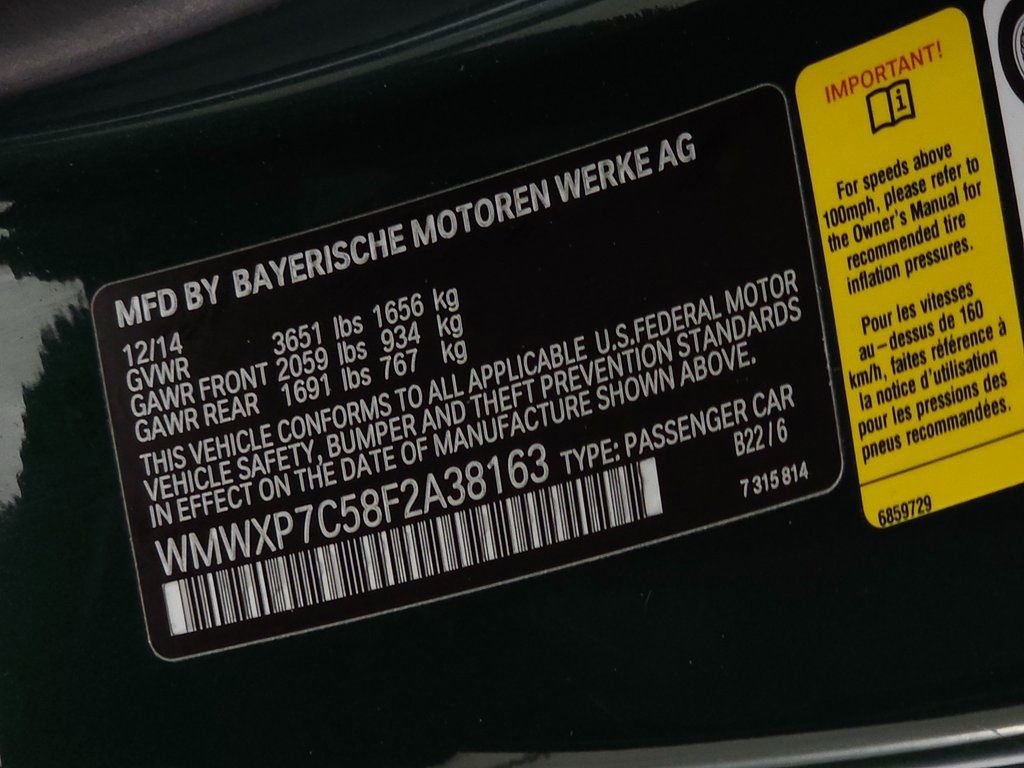 MFD BY BAYERISCHE MOTOREN WERKE AG
12/14
GVWR 3651 lbs 1656 kg
GAWR FRONT 2059 lbs 934 kg
GAWR REAR 1691 lbs 767 kg
THIS VEHICLE CONFORMS TO ALL APPLICABLE U.S.FEDERAL MOTOR
VEHICLE SAFETY, BUMPER AND THEFT PREVENTION STANDARDS
IN EFFECT ON THE DATE OF MANUFACTURE SHOWN ABOVE.
WMWXP7C58F2A38163 TYPE: PASSENGER CAR
B22/6
7315814
IMPORTANT!
i
For speeds above
100mph, please refer to
the Owner's Manual for
recommended tire
inflation pressures.
Pour les vitesses
au-dessus de 160
km/h, faites référence à
la notice d'utilisation
pour les pressions des
pneus recommandées.
6859729